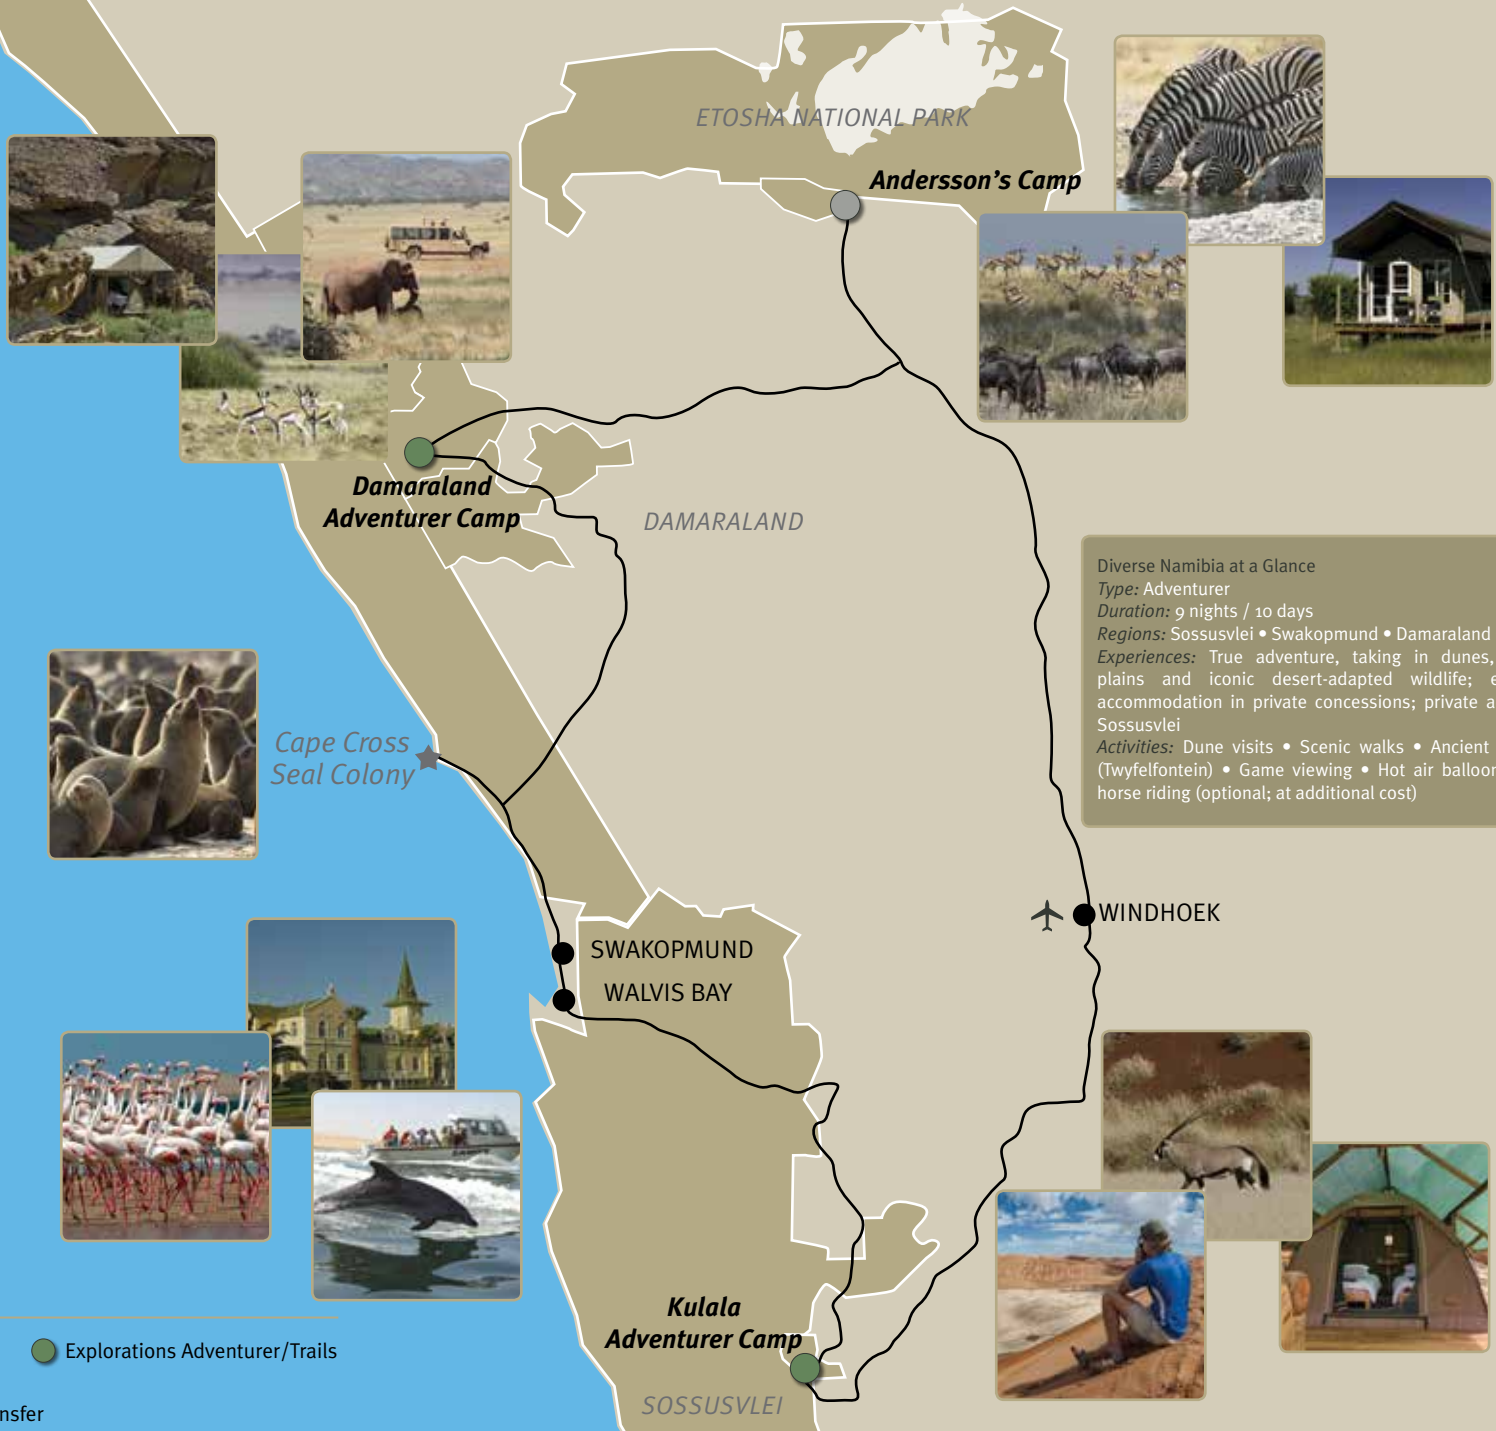 ETOSHA NATIONAL PARK
Andersson's Camp
Damaraland
Adventurer Camp
DAMARALAND
Diverse Namibia at a Glance
Type: Adventurer
Duration: 9 nights / 10 days
Regions: Sossusvlei • Swakopmund • Damaraland
Experiences: True adventure, taking in dunes,
plains and iconic desert-adapted wildlife;
accommodation in private concessions; private
Sossusvlei
Activities: Dune visits • Scenic walks • Ancient
(Twyfelfontein) • Game viewing • Hot air balloon
horse riding (optional; at additional cost)
Cape Cross
Seal Colony
WINDHOEK
SWAKOPMUND
WALVIS BAY
Kulala
Adventurer Camp
Explorations Adventurer/Trails
SOSSUSVLEI
nsfer